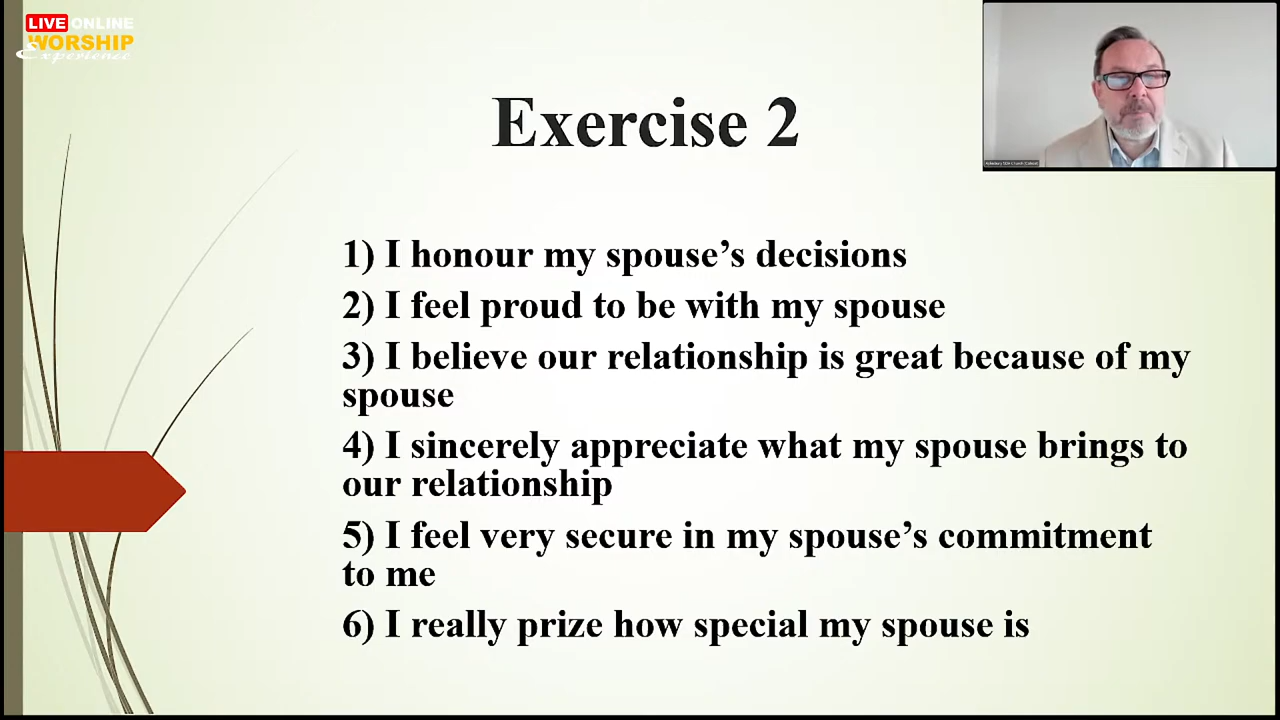 LIVE ONLINE
WORSHIP
Experience
Exercise 2
1) I honour my spouse’s decisions
2) I feel proud to be with my spouse
3) I believe our relationship is great because of my
spouse
4) I sincerely appreciate what my spouse brings to
our relationship
5) I feel very secure in my spouse’s commitment
to me
6) I really prize how special my spouse is